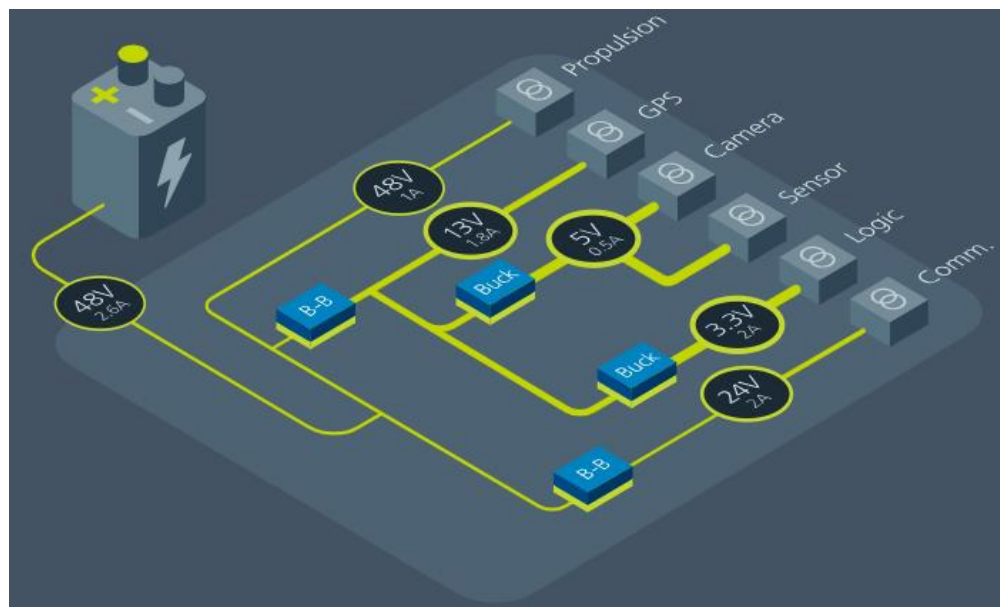 Propulsion
GPS
Camera
Sensor
Logic
Comm.
48V
1A
13V
1.8A
5V
0.5A
B-B
Buck
48V
2.6A
3.3V
2A
Buck
24V
2A
B-B